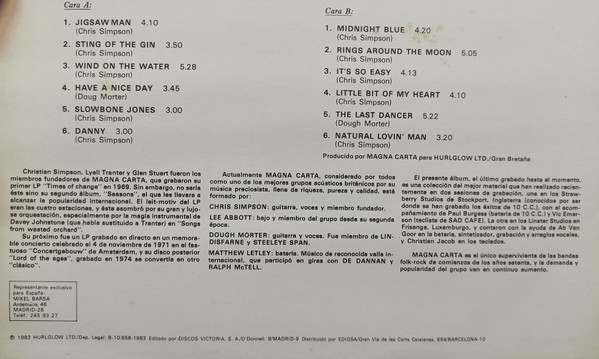 Cara A:
1. JIGSAW MAN 4.10
(Chris Simpson)
2. STING OF THE GIN 3.50
(Chris Simpson)
3. WIND ON THE WATER 5.28
(Chris Simpson)
4. HAVE A NICE DAY 3.45
(Doug Morter)
5. SLOWBONE JONES 3.00
(Chris Simpson)
6. DANNY 3.00
(Chris Simpson)
Cara B:
1. MIDNIGHT BLUE 4.20
(Chris Simpson)
2. RINGS AROUND THE MOON 5.05
(Chris Simpson)
3. IT'S SO EASY 4.13
(Chris Simpson)
4. LITTLE BIT OF MY HEART 4.10
(Chris Simpson)
5. THE LAST DANCER 5.22
(Dough Morter)
6. NATURAL LOVIN' MAN 3.20
(Chris Simpson)
Producido por MAGNA CARTA para HURLGLOW LTD./Gran Bretaña
Christian Simpson, Lyell Tranter y Glen Stuart fueron los
miembros fundadores de MAGNA CARTA, que grabaron su
primer LP "Times of change" en 1969. Sin embargo, no sería
éste sino su segundo álbum, "Seasons", el que les llevara a
alcanzar la popularidad internacional. El leit-motiv del LP
eran las cuatro estaciones, y éste asombró por su gran y lujo-
sa orquestación, especialmente por la magia instrumental de
Davey Johnstone (que había sustituido a Tranter) en "Songs
from wasted orchard".
Su próximo fue un LP grabado en directo en un memora-
ble concierto celebrado el 4 de noviembre de 1971 en el fas-
tuoso "Concertgebouw" de Amsterdam, y su disco posterior
"Lord of the ages", grabado en 1974 se convertía en otro
"clásico".
Actualmente MAGNA CARTA, considerado por todos
como uno de los mejores grupos acústicos británicos por su
música preciosista, llena de riqueza, pureza y calidad, está
formado por:
CHRIS SIMPSON: guitarra, voces y miembro fundador.
LEE ABBOTT: bajo y miembro del grupo desde su segunda
época.
DOUGH MORTER: guitarra y voces. Fue miembro de LIN-
DISFARNE y STEELEYE SPAN.
MATTHEW LETLEY: batería. Músico de reconocida valía in-
ternacional, que participó en giras con DE DANNAN y
RALPH McTELL.
El presente álbum, el último grabado hasta el momento,
es una colección del mejor material que han realizado recien-
temente en dos sesiones de grabación, una en los Straw-
berry Studios de Stockport, Inglaterra (conocidos por ser
donde se han grabado los éxitos de 10 C.C.), con el acom-
pañamiento de Paul Burgess (batería de 10 C.C.) y Vic Emer-
son (teclista de SAD CAFE). La otra en los Linster Studios en
Frisange, Luxemburgo, y contaron con la ayuda de Ab Van
Goor en la batería, sintetizador, grabación y arreglos vocales,
y Christian Jacob en los teclados.
MAGNA CARTA es el único superviviente de las bandas
folk-rock de comienzos de los años setenta, y la demanda y
popularidad del grupo van en continuo aumento.
Representante exclusivo
para España:
MIKEL BARSA
Ardemáns, 46
MADRID-28
Teléf.: 245 93 27
℗ 1983 HURLGLOW LTD./Dep. Legal: B-10.658-1983 Editado por DISCOS VICTORIA, S. A./O'Donnell, 8/MADRID-9 Distribuido por EDIGSA/Gran Vía de les Corts Catalanes, 654/BARCELONA-10